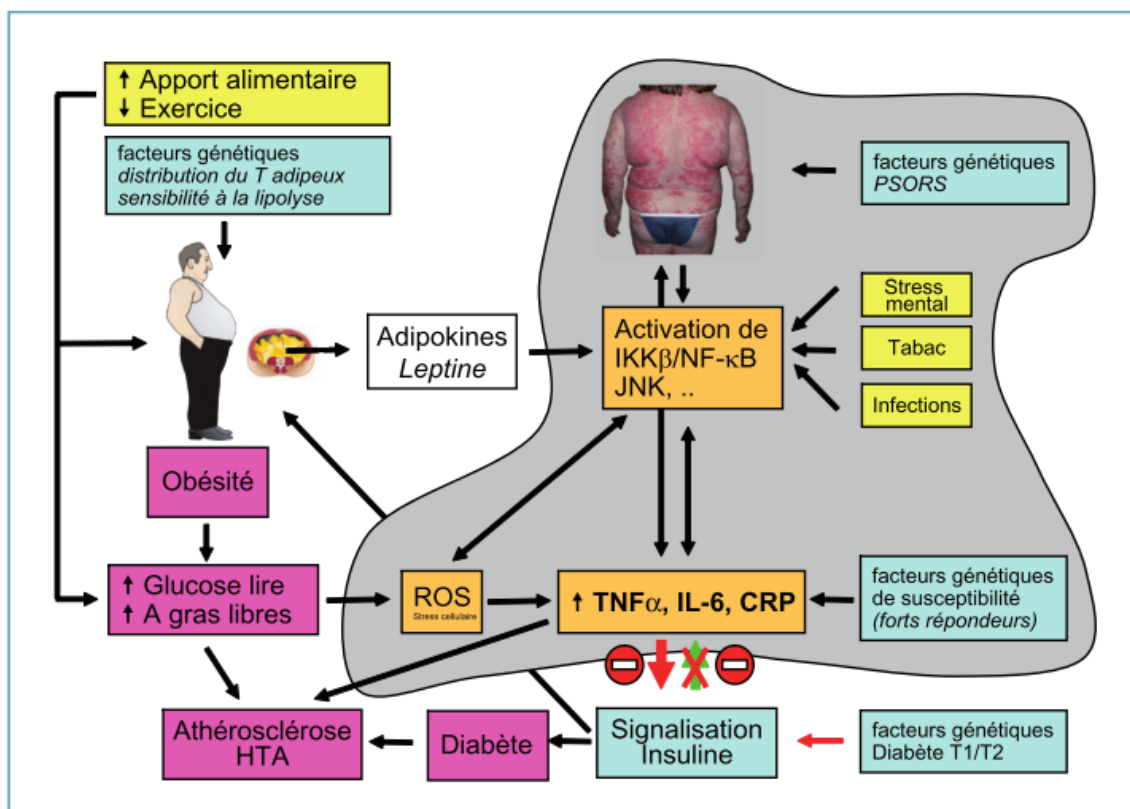 ↑ Apport alimentaire
↓ Exercice
facteurs génétiques
distribution du T adipeux
sensibilité à la lipolyse
facteurs génétiques
PSORS
Adipokines
Leptine
Activation de
IKKβ/NF-κB
JNK, ..
Stress
mental
Tabac
Infections
Obésité
↑ Glucose lire
↑ A gras libres
ROS
Stress cellulaire
↑ TNFα, IL-6, CRP
facteurs génétiques
de susceptibilité
(forts répondeurs)
Athérosclérose
HTA
Diabète
Signalisation
Insuline
facteurs génétiques
Diabète T1/T2